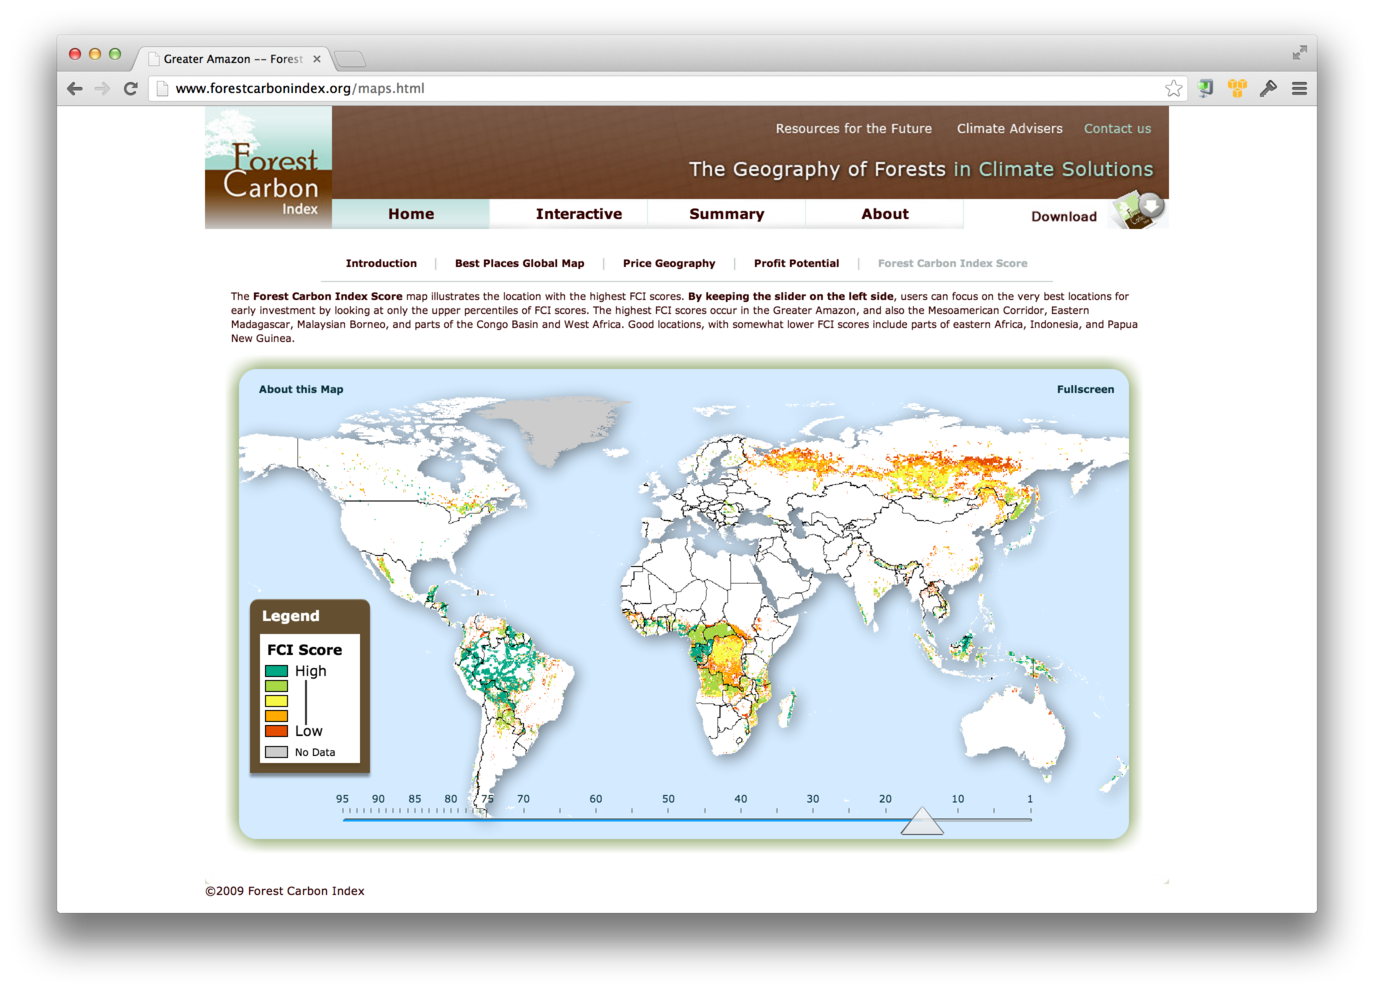 Greater Amazon -- Forest
www.forestcarbonindex.org/maps.html
Forest
Carbon
Index
Resources for the Future Climate Advisers Contact us
The Geography of Forests in Climate Solutions
Home Interactive Summary About Download
Introduction | Best Places Global Map | Price Geography | Profit Potential | Forest Carbon Index Score
The Forest Carbon Index Score map illustrates the location with the highest FCI scores. By keeping the slider on the left side, users can focus on the very best locations for
early investment by looking at only the upper percentiles of FCI scores. The highest FCI scores occur in the Greater Amazon, and also the Mesoamerican Corridor, Eastern
Madagascar, Malaysian Borneo, and parts of the Congo Basin and West Africa. Good locations, with somewhat lower FCI scores include parts of eastern Africa, Indonesia, and Papua
New Guinea.
About this Map Fullscreen
Legend
FCI Score
High
Low
No Data
95 90 85 80 75 70 60 50 40 30 20 10 1
©2009 Forest Carbon Index